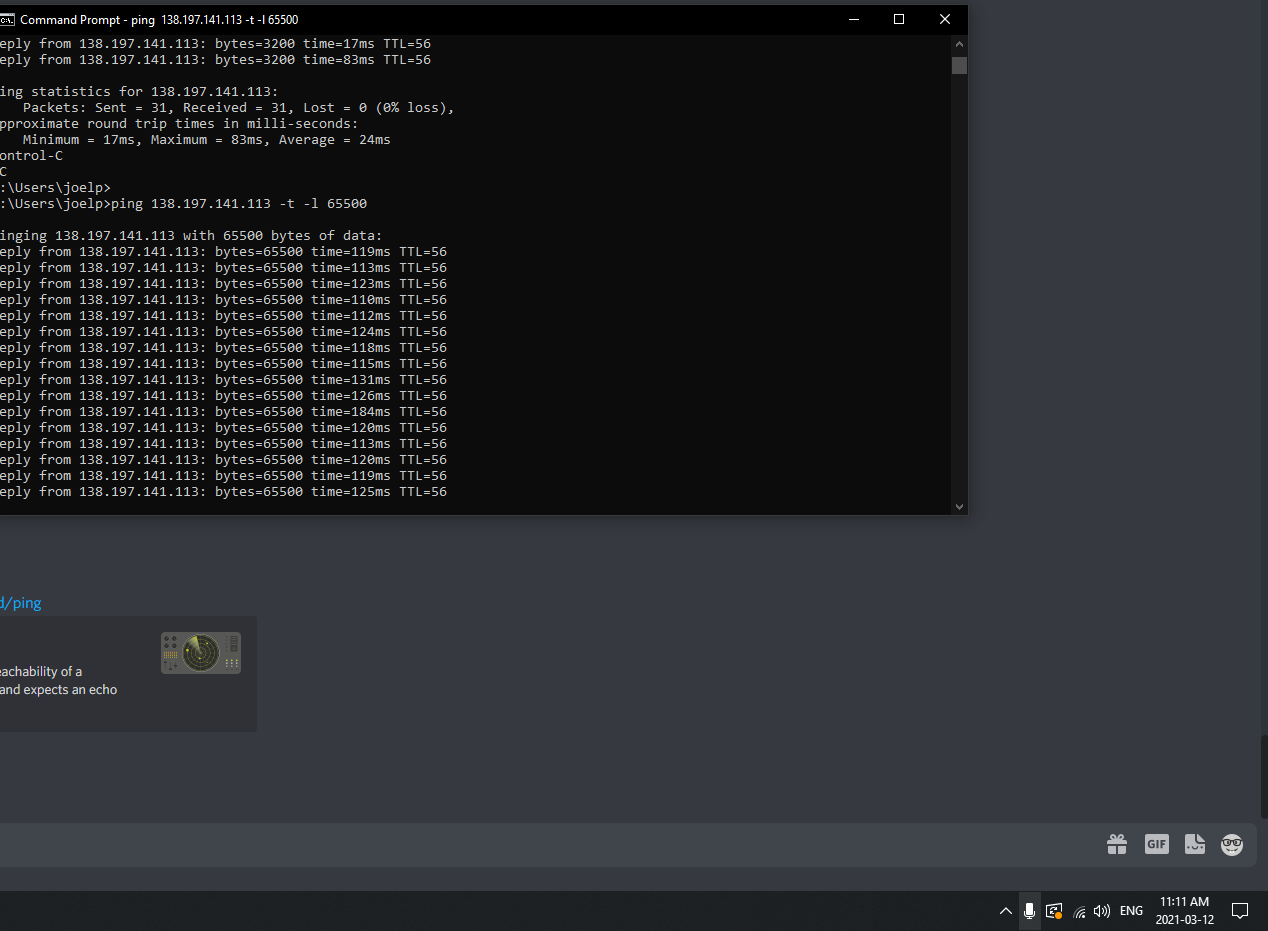 Command Prompt - ping 138.197.141.113 -t -l 65500
eply from 138.197.141.113: bytes=3200 time=17ms TTL=56
eply from 138.197.141.113: bytes=3200 time=83ms TTL=56
ing statistics for 138.197.141.113:
Packets: Sent = 31, Received = 31, Lost = 0 (0% loss),
pproximate round trip times in milli-seconds:
Minimum = 17ms, Maximum = 83ms, Average = 24ms
ontrol-C
C
:\Users\joelp>
:\Users\joelp>ping 138.197.141.113 -t -l 65500
inging 138.197.141.113 with 65500 bytes of data:
eply from 138.197.141.113: bytes=65500 time=119ms TTL=56
eply from 138.197.141.113: bytes=65500 time=113ms TTL=56
eply from 138.197.141.113: bytes=65500 time=123ms TTL=56
eply from 138.197.141.113: bytes=65500 time=110ms TTL=56
eply from 138.197.141.113: bytes=65500 time=112ms TTL=56
eply from 138.197.141.113: bytes=65500 time=124ms TTL=56
eply from 138.197.141.113: bytes=65500 time=118ms TTL=56
eply from 138.197.141.113: bytes=65500 time=115ms TTL=56
eply from 138.197.141.113: bytes=65500 time=131ms TTL=56
eply from 138.197.141.113: bytes=65500 time=126ms TTL=56
eply from 138.197.141.113: bytes=65500 time=184ms TTL=56
eply from 138.197.141.113: bytes=65500 time=120ms TTL=56
eply from 138.197.141.113: bytes=65500 time=113ms TTL=56
eply from 138.197.141.113: bytes=65500 time=120ms TTL=56
eply from 138.197.141.113: bytes=65500 time=119ms TTL=56
eply from 138.197.141.113: bytes=65500 time=125ms TTL=56
d/ping
eachability of a
and expects an echo
GIF
ENG
11:11 AM
2021-03-12